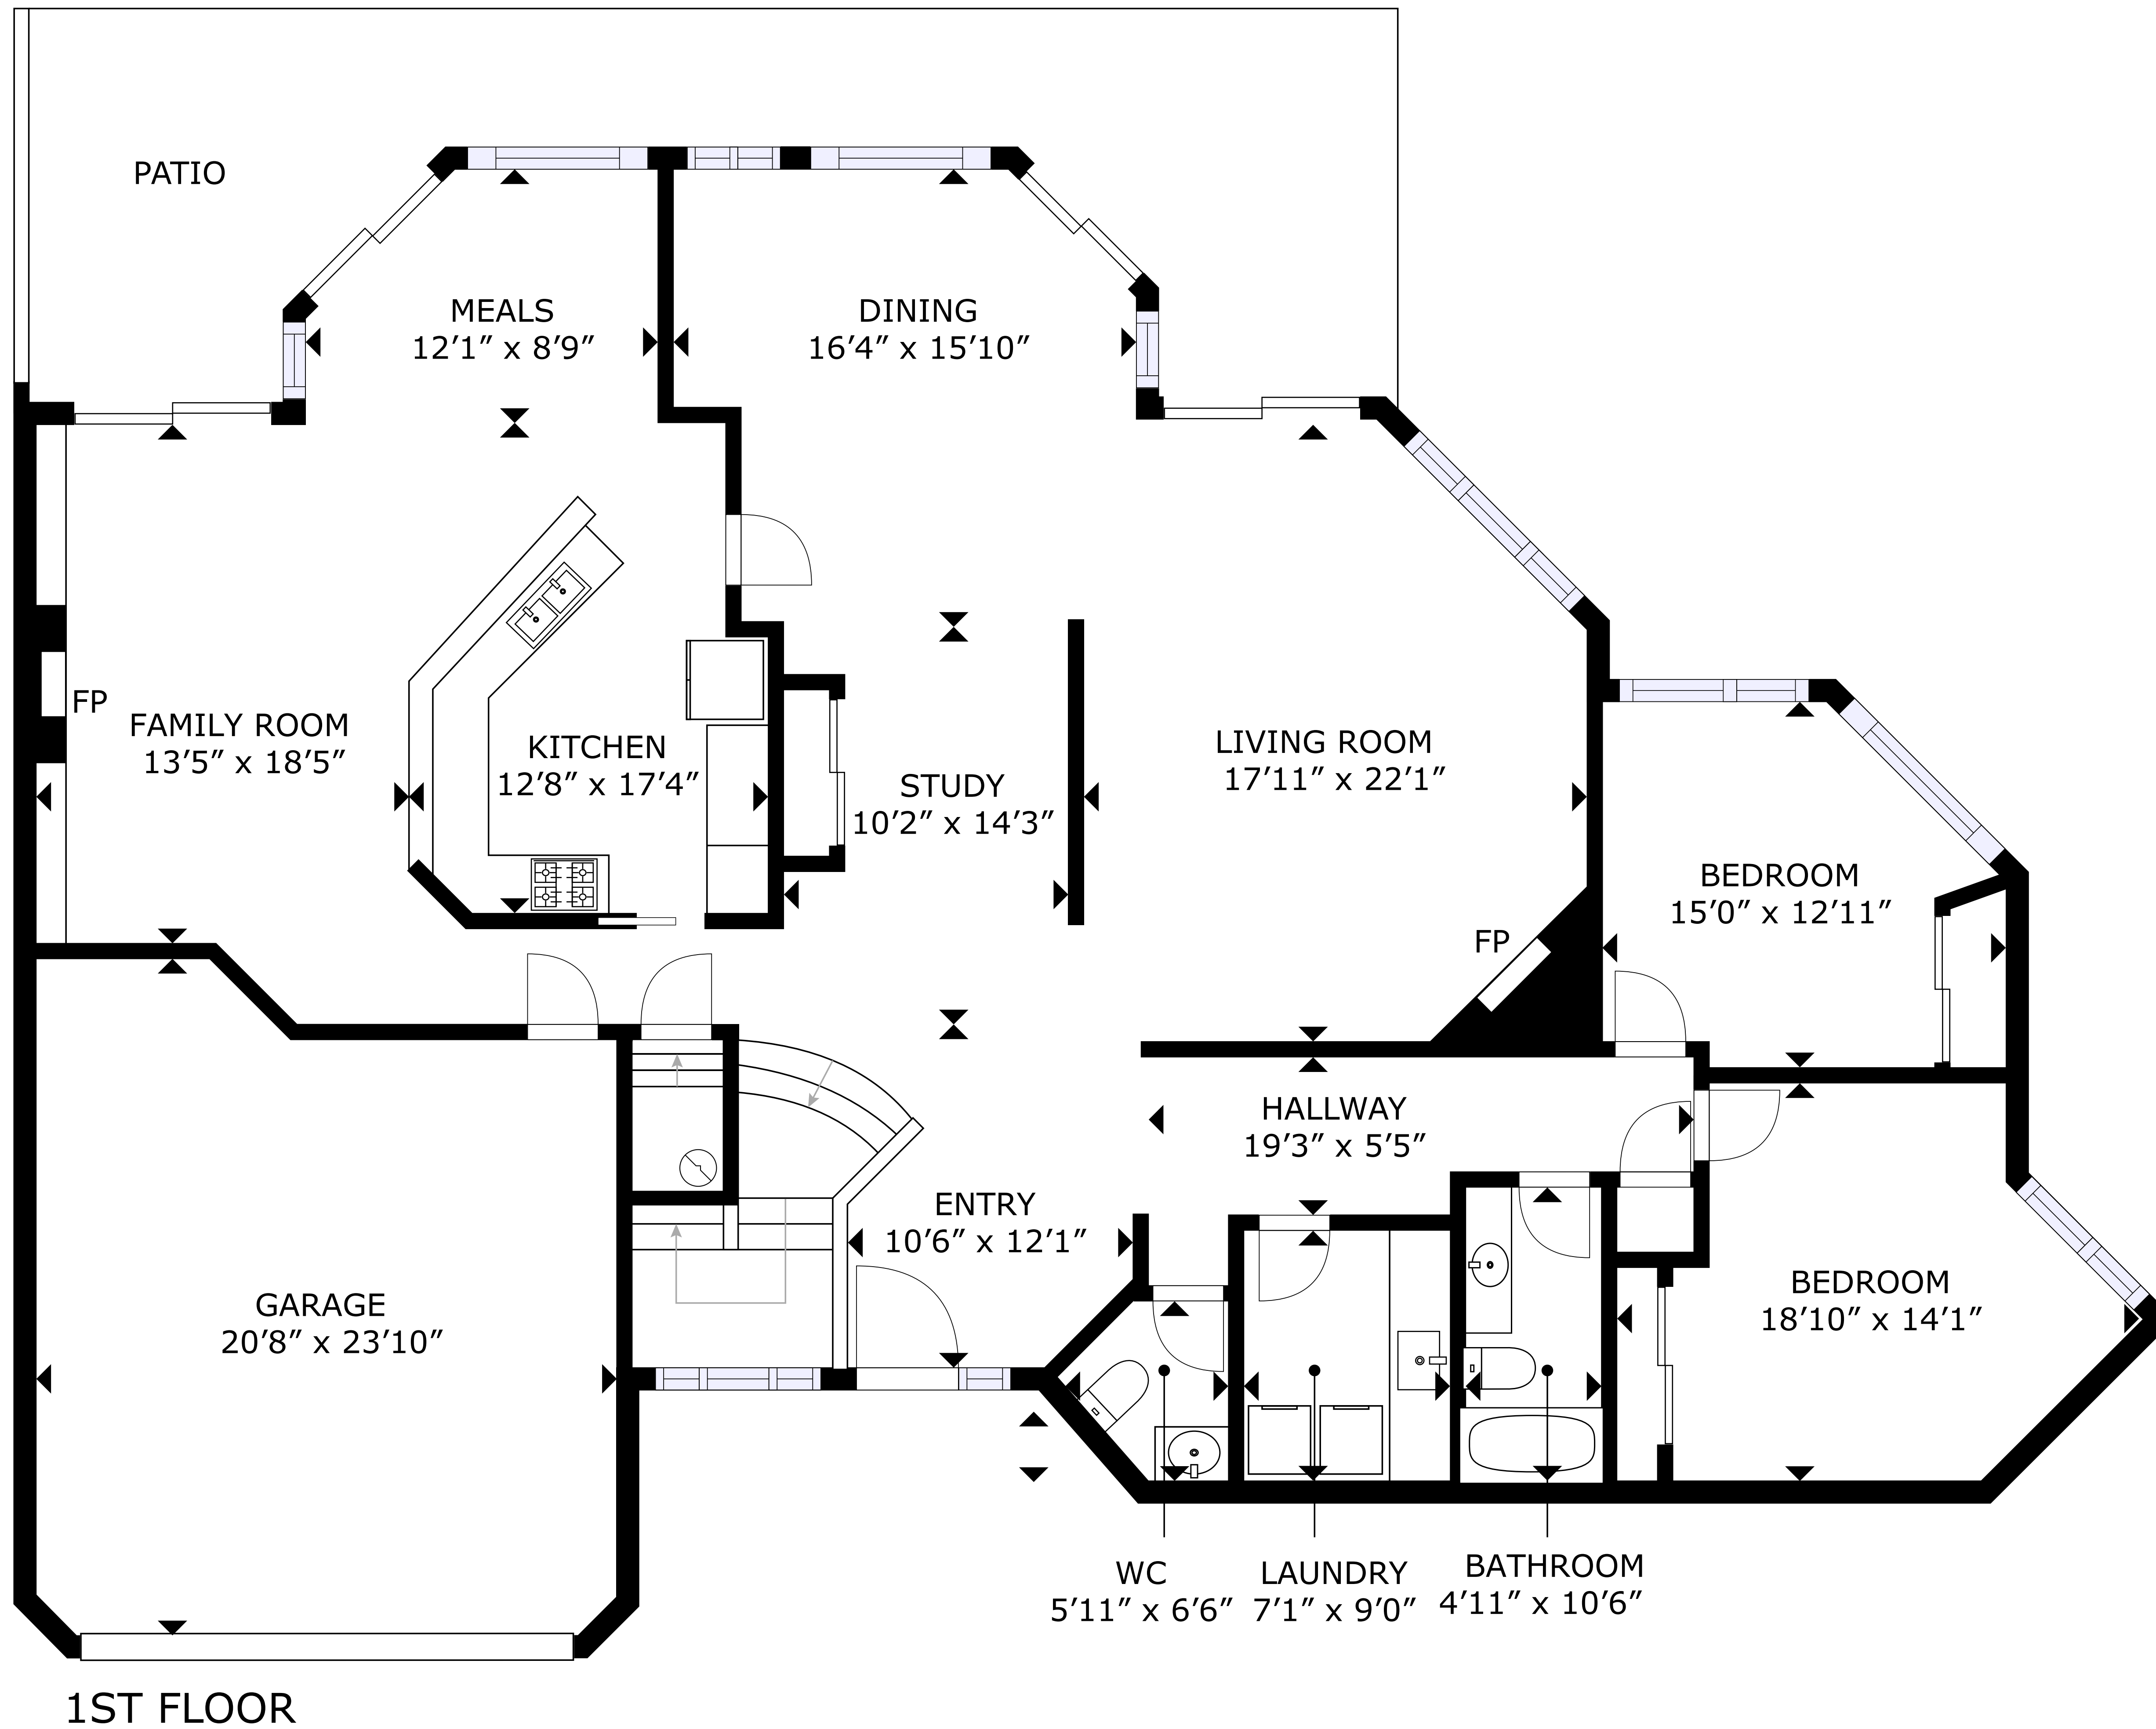 PATIO
MEALS
12’1” x 8’9”
DINING
16’4” x 15’10”
FP
FAMILY ROOM
13’5” x 18’5”
KITCHEN
12’8” x 17’4”
STUDY
10’2” x 14’3”
LIVING ROOM
17’11” x 22’1”
BEDROOM
15’0” x 12’11”
FP
HALLWAY
19’3” x 5’5”
ENTRY
10’6” x 12’1”
GARAGE
20’8” x 23’10”
BEDROOM
18’10” x 14’1”
WC
5’11” x 6’6”
LAUNDRY
7’1” x 9’0”
BATHROOM
4’11” x 10’6”
1ST FLOOR